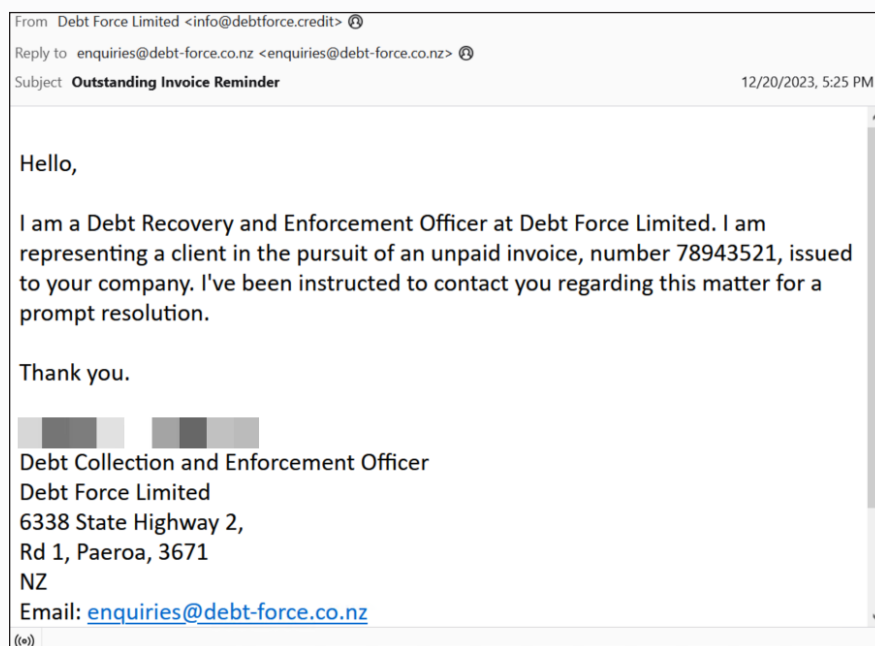 From Debt Force Limited <info@debtforce.credit>
Reply to enquiries@debt-force.co.nz <enquiries@debt-force.co.nz>
Subject Outstanding Invoice Reminder 12/20/2023, 5:25 PM
Hello,
I am a Debt Recovery and Enforcement Officer at Debt Force Limited. I am
representing a client in the pursuit of an unpaid invoice, number 78943521, issued
to your company. I've been instructed to contact you regarding this matter for a
prompt resolution.
Thank you.
Debt Collection and Enforcement Officer
Debt Force Limited
6338 State Highway 2,
Rd 1, Paeroa, 3671
NZ
Email: enquiries@debt-force.co.nz